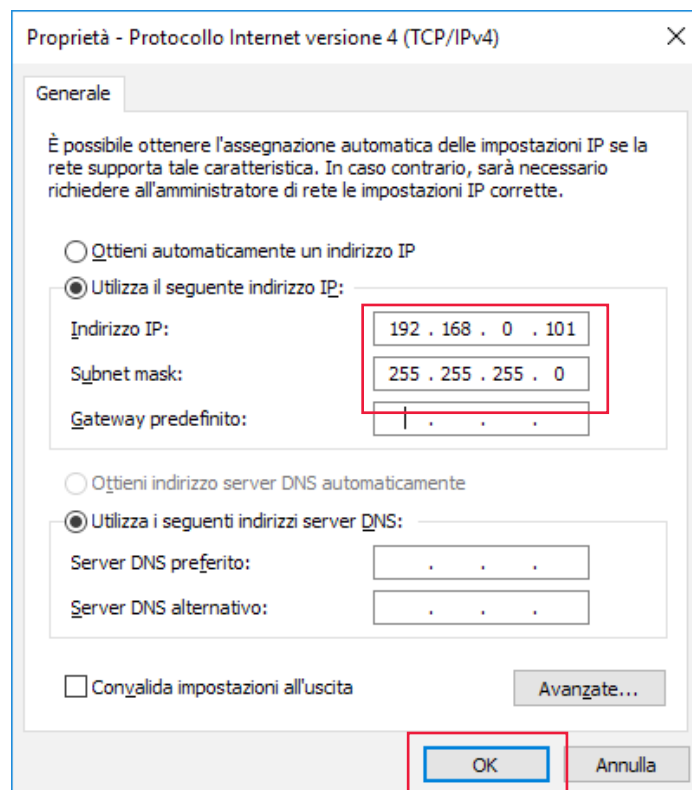 Proprietà - Protocollo Internet versione 4 (TCP/IPv4)
Generale
È possibile ottenere l'assegnazione automatica delle impostazioni IP se la
rete supporta tale caratteristica. In caso contrario, sarà necessario
richiedere all'amministratore di rete le impostazioni IP corrette.
Ottieni automaticamente un indirizzo IP
Utilizza il seguente indirizzo IP:
Indirizzo IP: 192 . 168 . 0 . 101
Subnet mask: 255 . 255 . 255 . 0
Gateway predefinito: . . .
Ottieni indirizzo server DNS automaticamente
Utilizza i seguenti indirizzi server DNS:
Server DNS preferito: . . .
Server DNS alternativo: . . .
Convalida impostazioni all'uscita
Avanzate...
OK Annulla